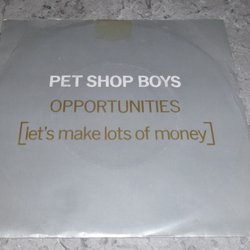 PET SHOP BOYS
OPPORTUNITIES
[let's make lots of money]